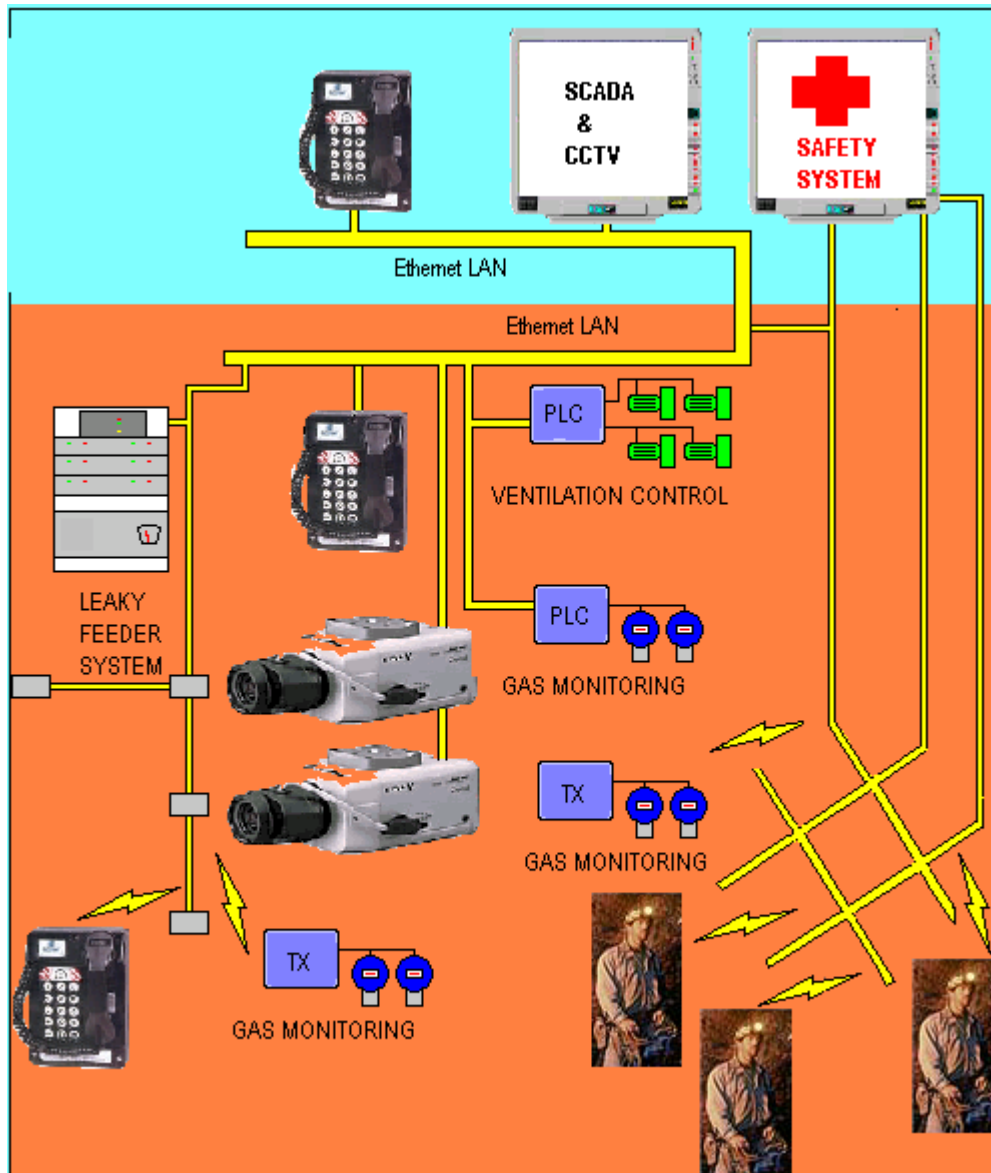 SCADA
&
CCTV
SAFETY
SYSTEM
Ethernet LAN
Ethernet LAN
PLC
VENTILATION CONTROL
LEAKY
FEEDER
SYSTEM
PLC
GAS MONITORING
TX
GAS MONITORING
TX
GAS MONITORING